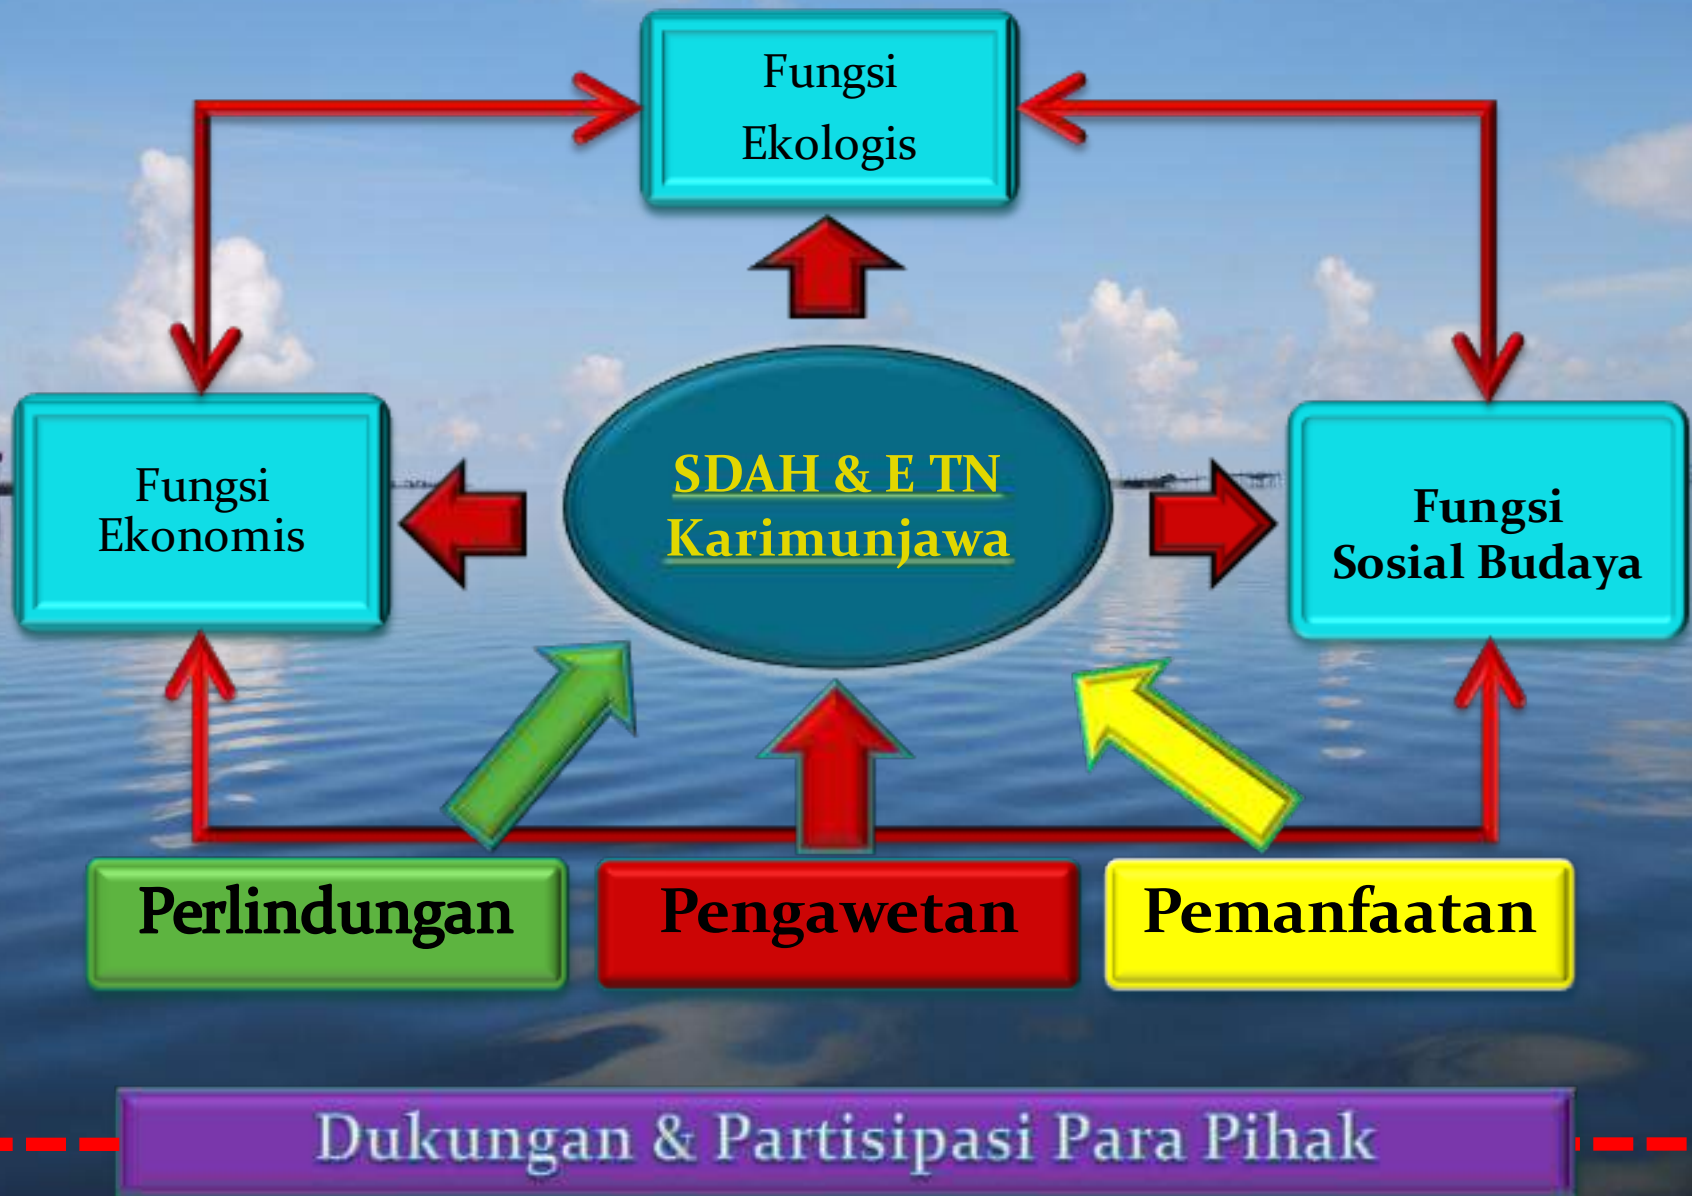 Fungsi
Ekologis
Fungsi
Ekonomis
SDAH & E TN
Karimunjawa
Fungsi
Sosial Budaya
Perlindungan
Pengawetan
Pemanfaatan
Dukungan & Partisipasi Para Pihak